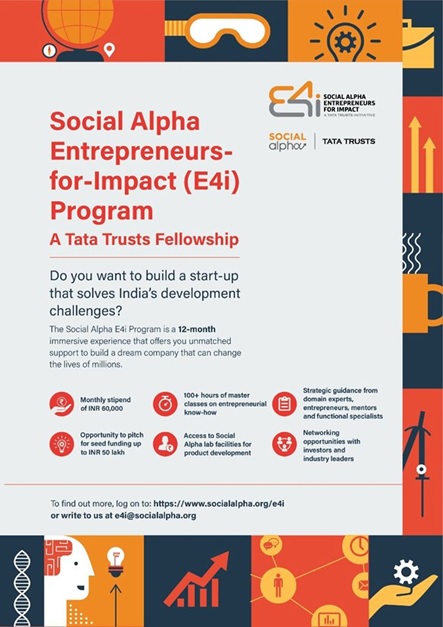 E4i SOCIAL ALPHA
ENTREPRENEURS
FOR IMPACT
A TATA TRUSTS INITIATIVE
SOCIAL
alpha
TATA TRUSTS
Social Alpha
Entrepreneurs-
for-Impact (E4i)
Program
A Tata Trusts Fellowship
Do you want to build a start-up
that solves India's development
challenges?
The Social Alpha E4i Program is a 12-month
immersive experience that offers you unmatched
support to build a dream company that can change
the lives of millions.
Monthly stipend
of INR 60,000
100+ hours of master
classes on entrepreneurial
know-how
Strategic guidance from
domain experts,
entrepreneurs, mentors
and functional specialists
Opportunity to pitch
for seed funding up
to INR 50 lakh
Access to Social
Alpha lab facilities for
product development
Networking
opportunities with
investors and
industry leaders
To find out more, log on to: https://www.socialalpha.org/e4i
or write to us at e4i@socialalpha.org